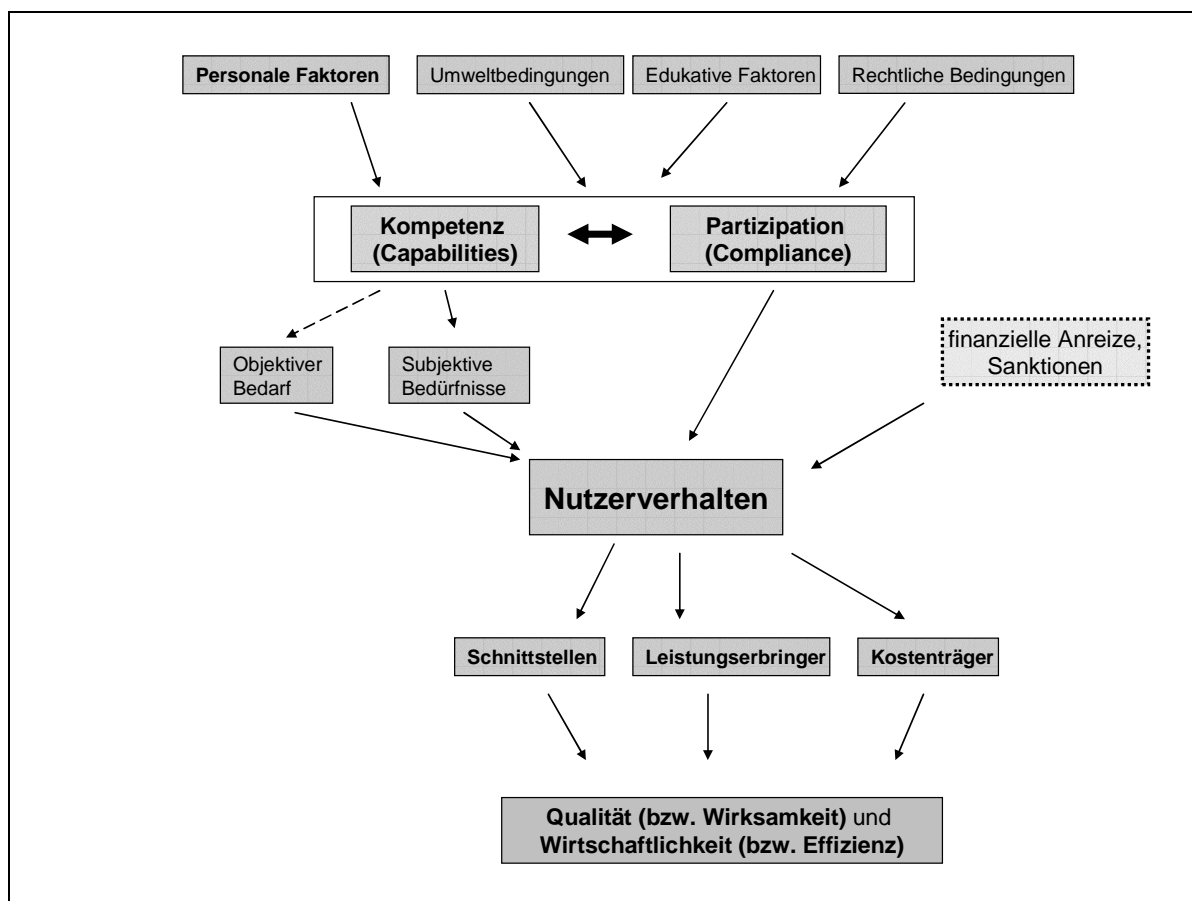 Personale Faktoren
Umweltbedingungen
Edukative Faktoren
Rechtliche Bedingungen
Kompetenz
(Capabilities)
Partizipation
(Compliance)
finanzielle Anreize,
Sanktionen
Objektiver
Bedarf
Subjektive
Bedürfnisse
Nutzerverhalten
Schnittstellen
Leistungserbringer
Kostenträger
Qualität (bzw. Wirksamkeit) und
Wirtschaftlichkeit (bzw. Effizienz)